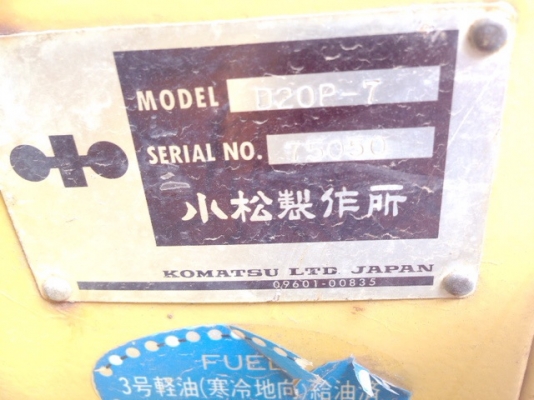 MODEL D20P-7
SERIAL NO. 75080
小松製作所
KOMATSU LTD. JAPAN
09601-00835
FUEL
3号軽油(寒冷地向)給油